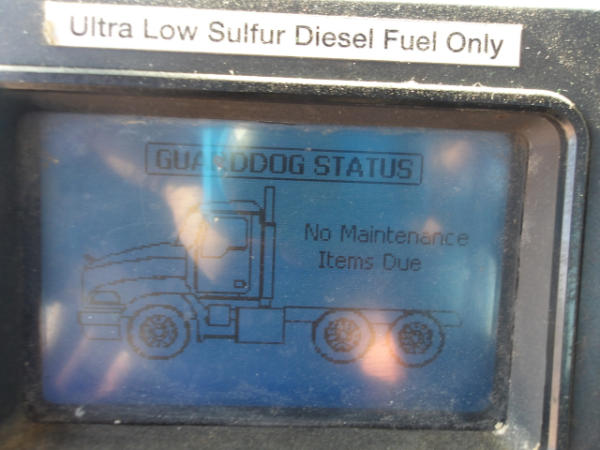 Ultra Low Sulfur Diesel Fuel Only
GUARDDOG STATUS
No Maintenance
Items Due